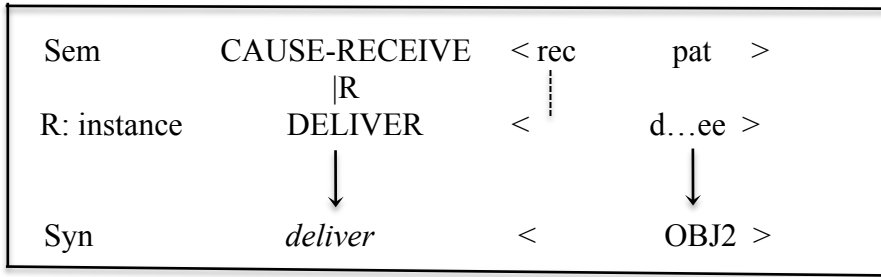 Sem CAUSE-RECEIVE < rec pat >
|R
R: instance DELIVER < d…ee >
Syn deliver < OBJ2 >